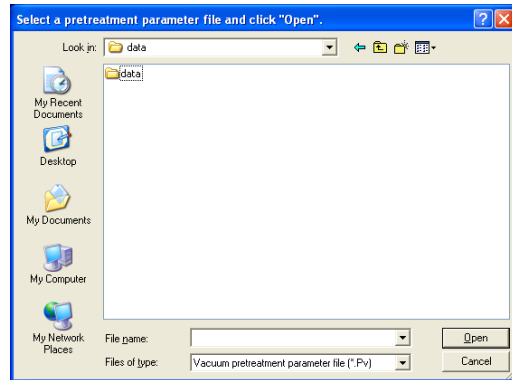 Select a pretreatment parameter file and click "Open".
Look in:
data
data
My Recent
Documents
Desktop
My Documents
My Computer
My Network
Places
File name:
Open
Files of type:
Vacuum pretreatment parameter file (*.Pv)
Cancel